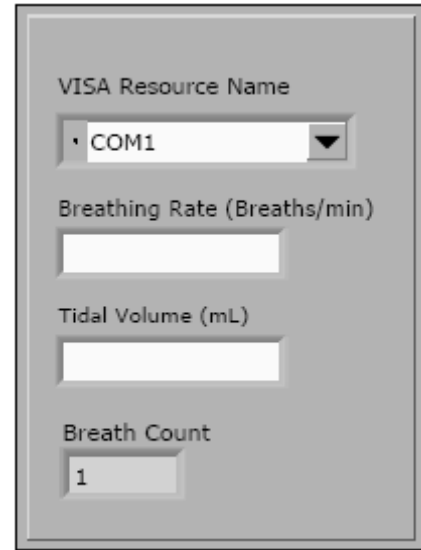 VISA Resource Name
COM1
Breathing Rate (Breaths/min)
Tidal Volume (mL)
Breath Count
1